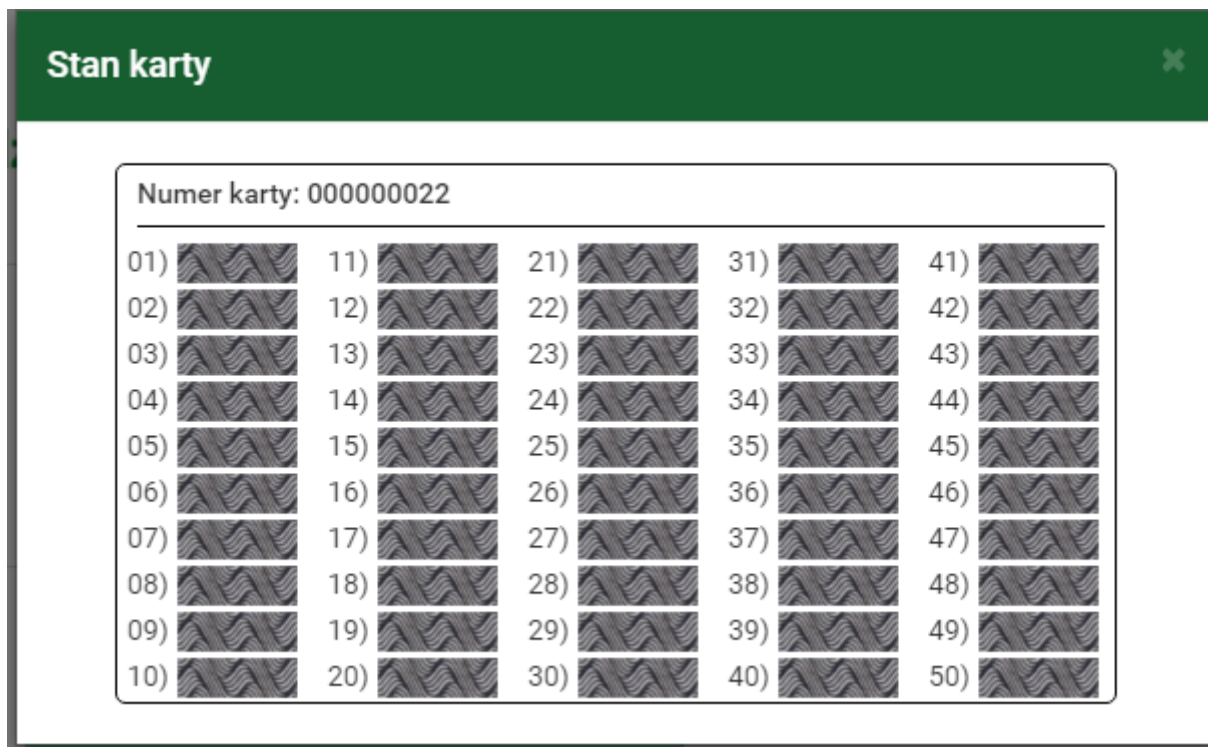 Stan karty
Numer karty: 000000022
01) 11) 21) 31) 41)
02) 12) 22) 32) 42)
03) 13) 23) 33) 43)
04) 14) 24) 34) 44)
05) 15) 25) 35) 45)
06) 16) 26) 36) 46)
07) 17) 27) 37) 47)
08) 18) 28) 38) 48)
09) 19) 29) 39) 49)
10) 20) 30) 40) 50)